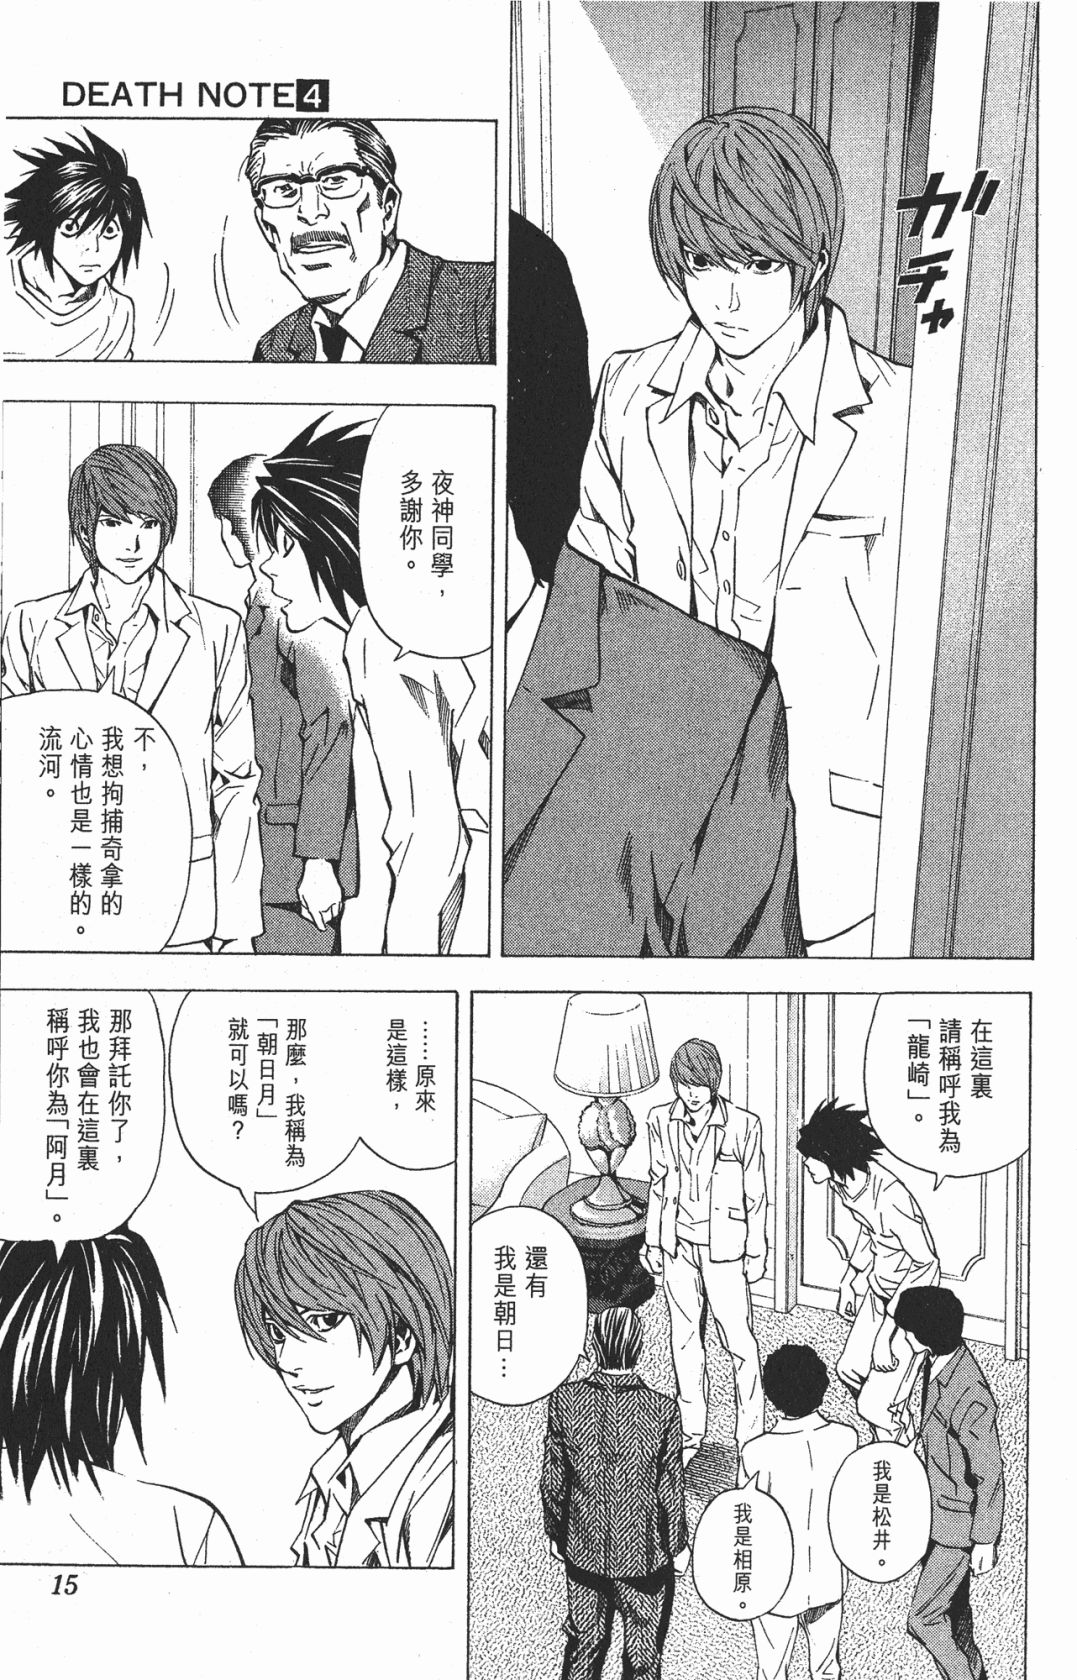 DEATH NOTE 4
ガチャ
夜神同學，
多謝你。
不，
我想拘捕奇拿的
心情也是一樣的。
流河。
在這裏
請稱呼我為
「龍崎」。
我是松井。
我是相原。
還有
我是朝日…
……原來
是這樣，
那麼，我稱為
「朝日月」
就可以嗎？
那拜託你了，
我也會在這裏
稱呼你為「阿月」。
15